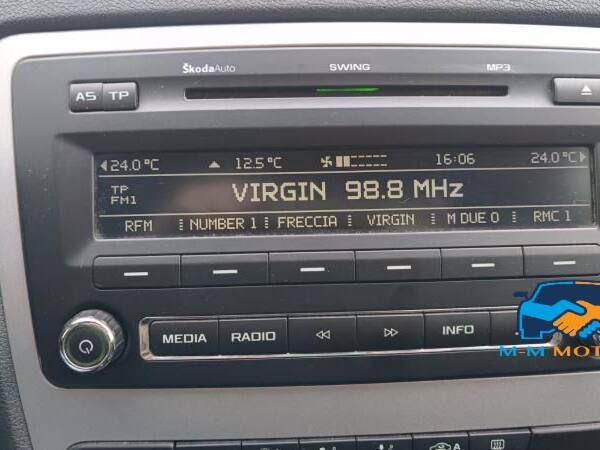 ŠkodaAuto SWING MP3
AS TP
24.0°C 12.5°C 16:06 24.0°C
TP
FM1
VIRGIN 98.8 MHz
RFM NUMBER 1 FRECCIA VIRGIN M DUE O RMC 1
MEDIA RADIO INFO
M-M MOT
A